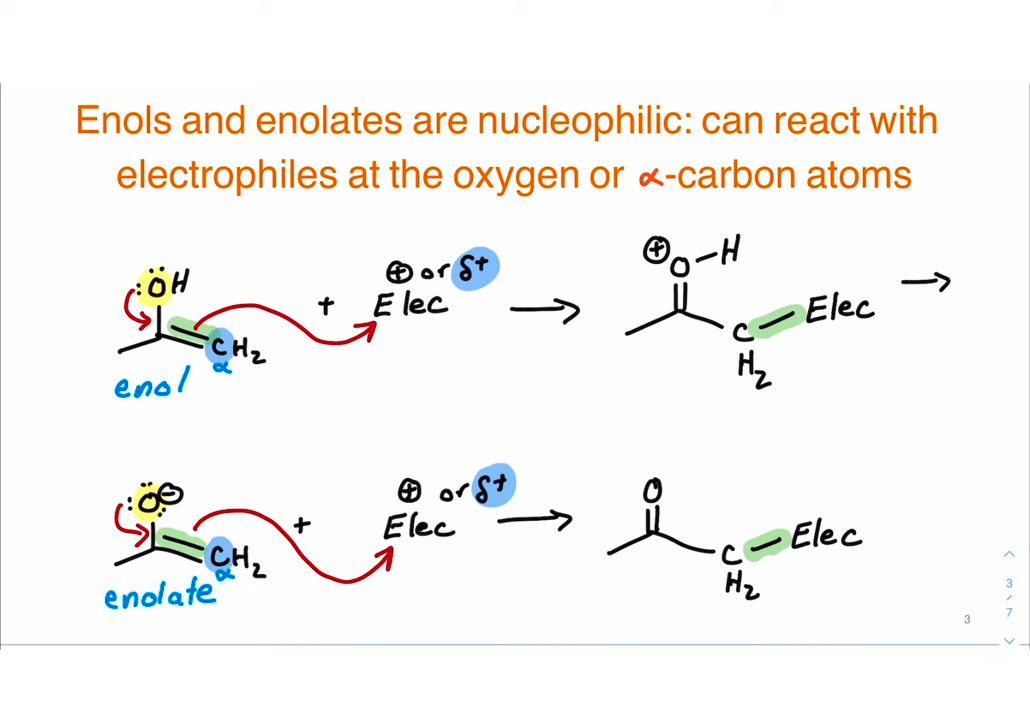 Enols and enolates are nucleophilic: can react with
electrophiles at the oxygen or α-carbon atoms
:ÖH
CH₂
α
enol
+
⊕ or δ+
Elec
⊕
O-H
C
H₂
Elec
:Ö:⊖
CH₂
α
enolate
+
⊕ or δ+
Elec
O
C
H₂
Elec
3
/
7
3